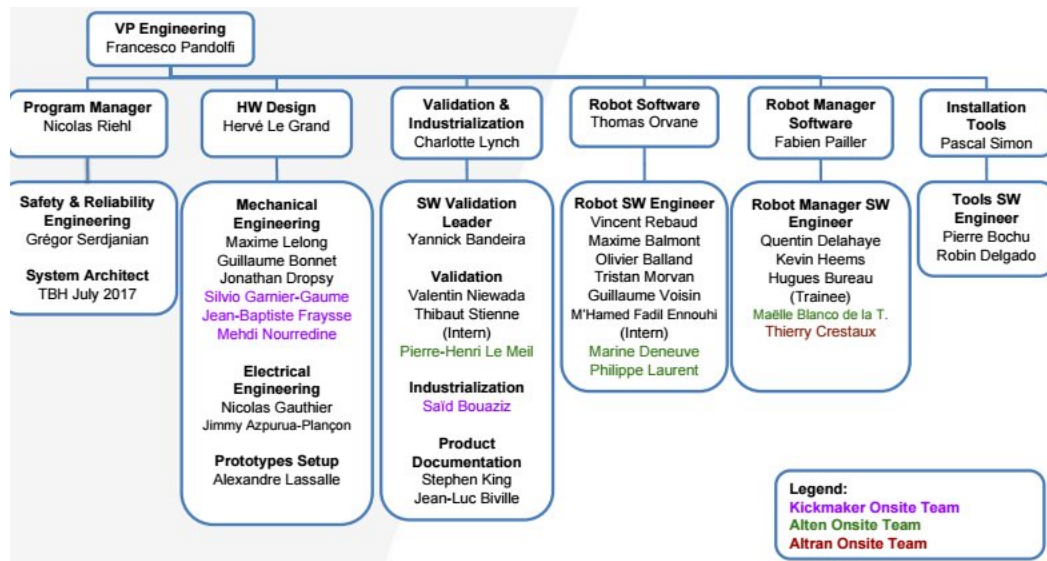 VP Engineering
Francesco Pandolfi
Program Manager
Nicolas Riehl
HW Design
Hervé Le Grand
Validation &
Industrialization
Charlotte Lynch
Robot Software
Thomas Orvane
Robot Manager
Software
Fabien Pailler
Installation
Tools
Pascal Simon
Safety & Reliability
Engineering
Grégor Serdjanian
System Architect
TBH July 2017
Mechanical
Engineering
Maxime Lelong
Guillaume Bonnet
Jonathan Dropsy
Silvio Garnier-Gaume
Jean-Baptiste Fraysse
Mehdi Nourredine
Electrical
Engineering
Nicolas Gauthier
Jimmy Azpurua-Plançon
Prototypes Setup
Alexandre Lassalle
SW Validation
Leader
Yannick Bandeira
Validation
Valentin Niewada
Thibaut Stienne
(Intern)
Pierre-Henri Le Meil
Industrialization
Saïd Bouaziz
Product
Documentation
Stephen King
Jean-Luc Biville
Robot SW Engineer
Vincent Rebaud
Maxime Balmont
Olivier Balland
Tristan Morvan
Guillaume Voisin
M'Hamed Fadil Ennouhi
(Intern)
Marine Deneuve
Philippe Laurent
Robot Manager SW
Engineer
Quentin Delahaye
Kevin Heems
Hugues Bureau
(Trainee)
Maëlle Blanco de la T.
Thierry Crestaux
Tools SW
Engineer
Pierre Bochu
Robin Delgado
Legend:
Kickmaker Onsite Team
Alten Onsite Team
Altran Onsite Team